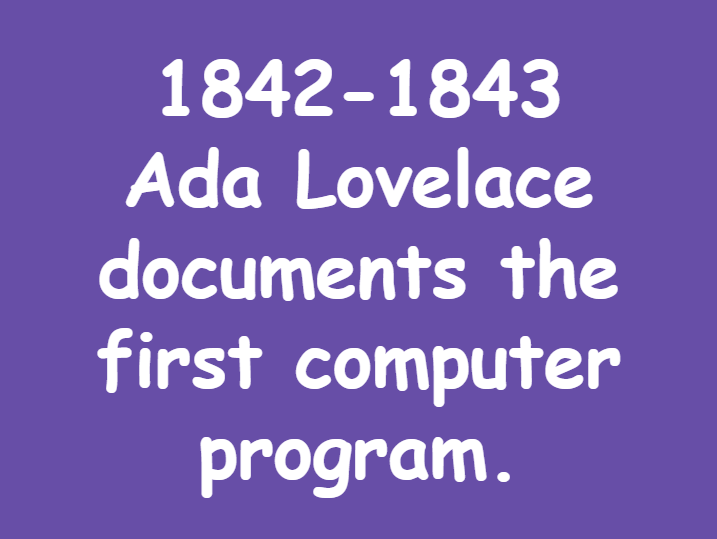 1842-1843
Ada Lovelace
documents the
first computer
program.